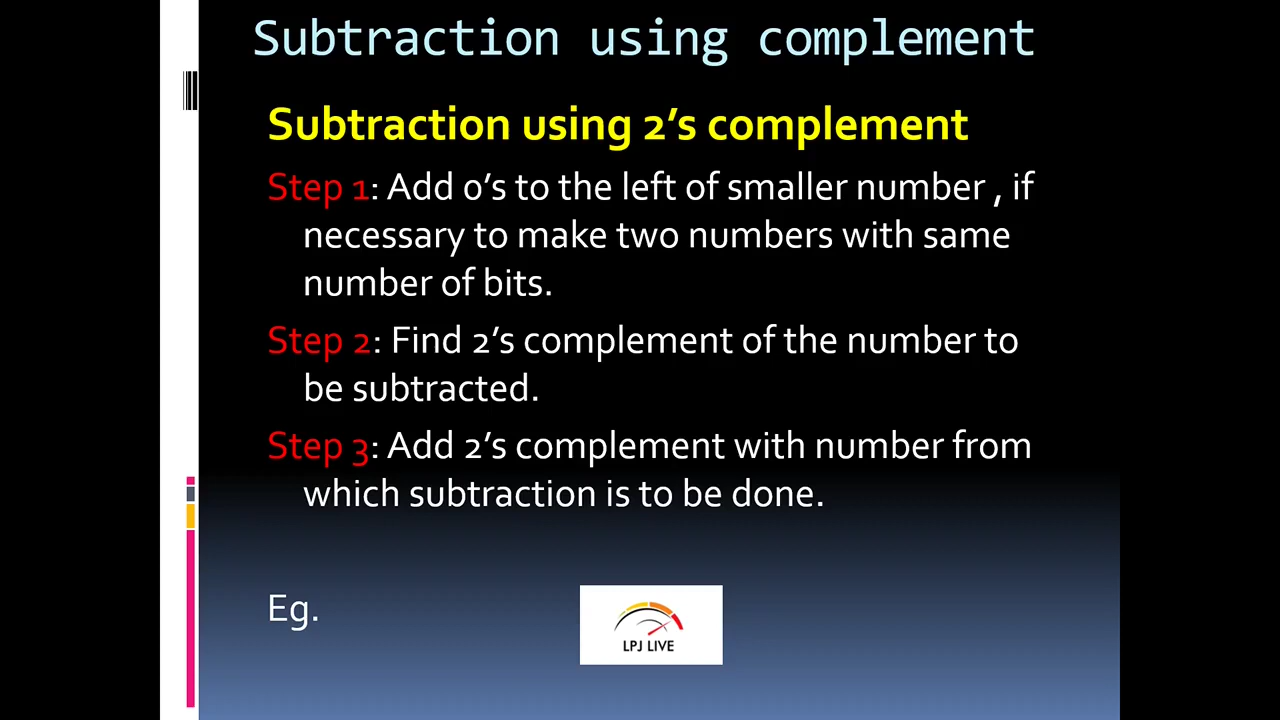 Subtraction using complement
Subtraction using 2’s complement
Step 1: Add 0’s to the left of smaller number , if
necessary to make two numbers with same
number of bits.
Step 2: Find 2’s complement of the number to
be subtracted.
Step 3: Add 2’s complement with number from
which subtraction is to be done.
Eg.
LPJ LIVE